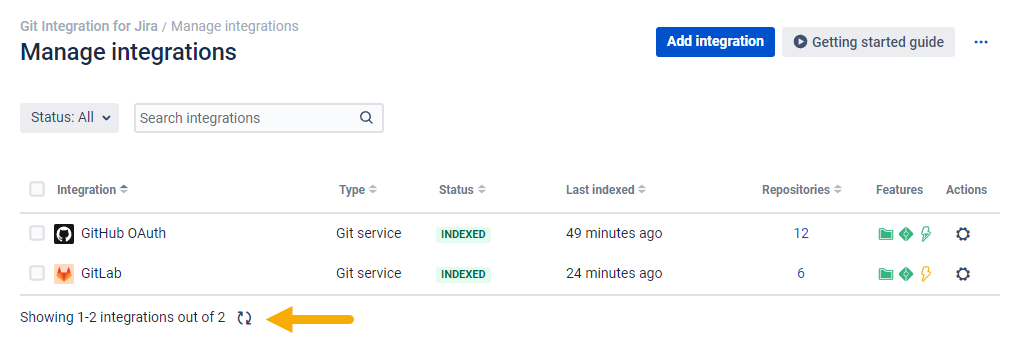 Git Integration for Jira / Manage integrations
Manage integrations
Add integration
Getting started guide
Status: All
Search integrations
Integration Type Status Last indexed Repositories Features Actions
GitHub OAuth Git service INDEXED 49 minutes ago 12
GitLab Git service INDEXED 24 minutes ago 6
Showing 1-2 integrations out of 2